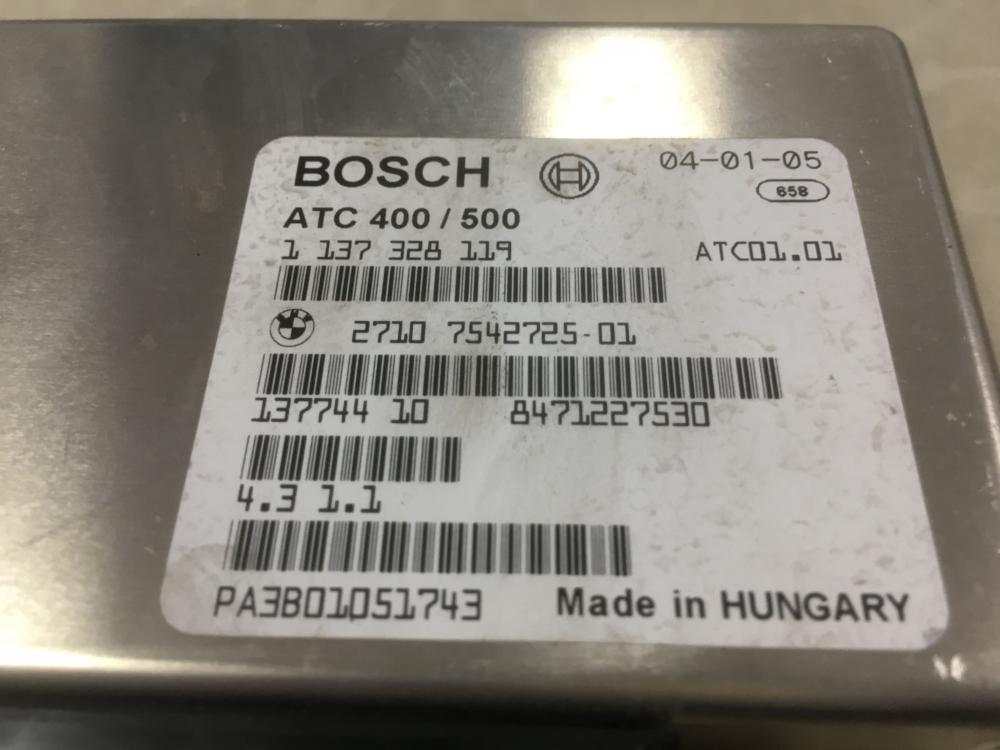 BOSCH 04-01-05
658
ATC 400 / 500
1 137 328 119 ATC01.01
2710 7542725-01
137744 10 8471227530
4.3 1.1
PA3B01051743 Made in HUNGARY